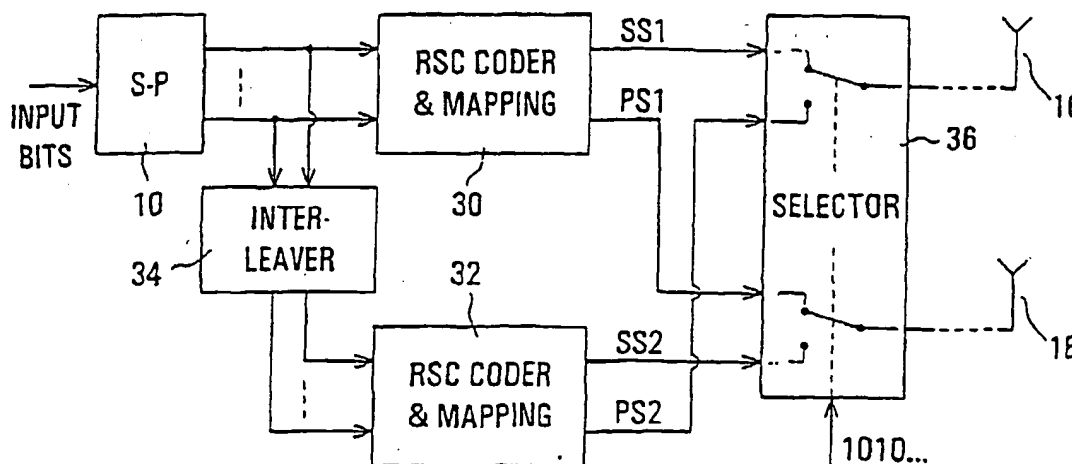 INPUT
BITS
S-P
10
RSC CODER
& MAPPING
30
SS1
PS1
INTER-
LEAVER
34
RSC CODER
& MAPPING
32
SS2
PS2
SELECTOR
36
1010...
16